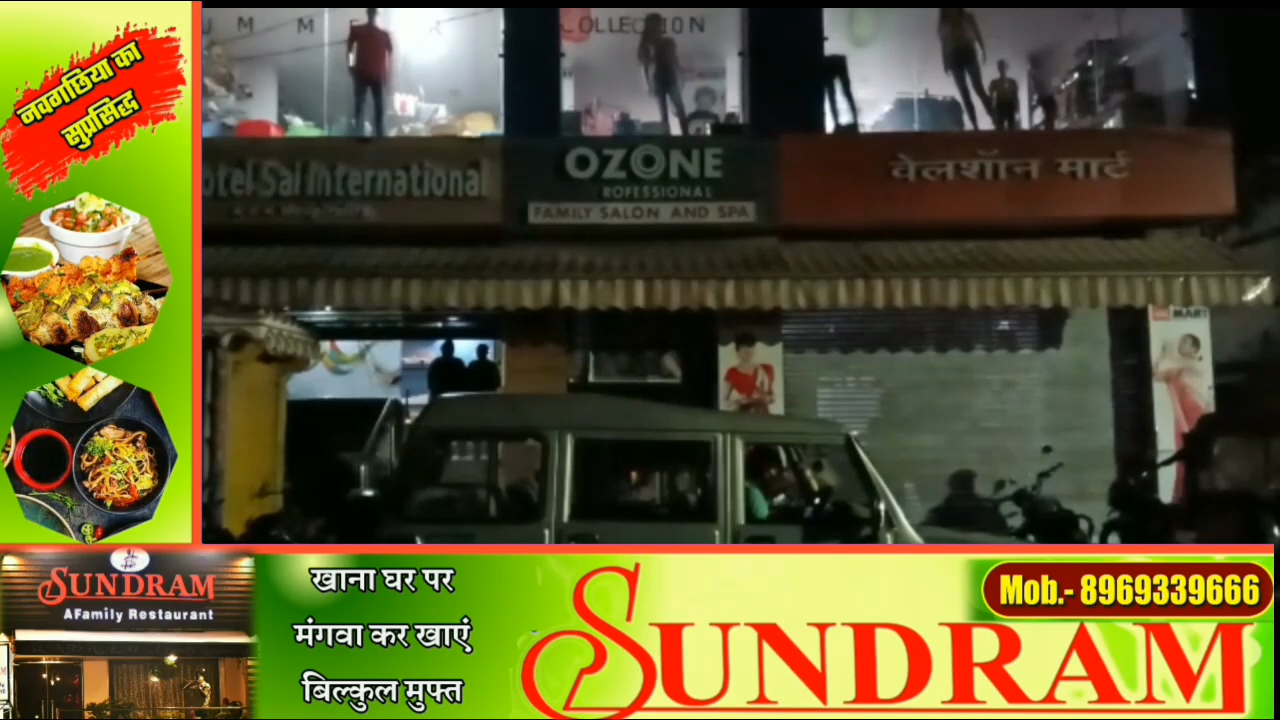 नवगछिया का
सुप्रसिद्ध
COLLECTION
otel Sai International
OZONE
ROFESSIONAL
FAMILY SALON AND SPA
वेलशॉन मार्ट
MART
SUNDRAM
A Family Restaurant
खाना घर पर
मंगवा कर खाएं
बिल्कुल मुफ्त
SUNDRAM
Mob.- 8969339666